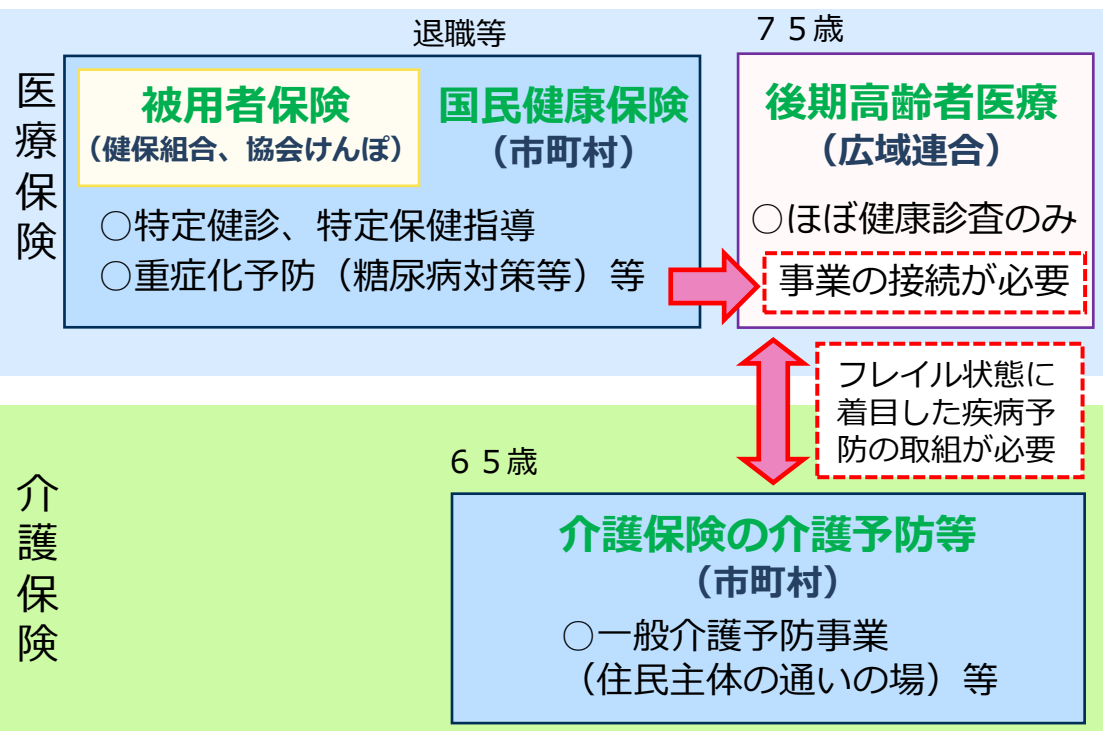 退職等
７５歳
医療保険
被用者保険
（健保組合、協会けんぽ）
国民健康保険
（市町村）
○特定健診、特定保健指導
○重症化予防（糖尿病対策等）等
後期高齢者医療
（広域連合）
○ほぼ健康診査のみ
事業の接続が必要
フレイル状態に
着目した疾病予
防の取組が必要
介護保険
６５歳
介護保険の介護予防等
（市町村）
○一般介護予防事業
（住民主体の通いの場）等